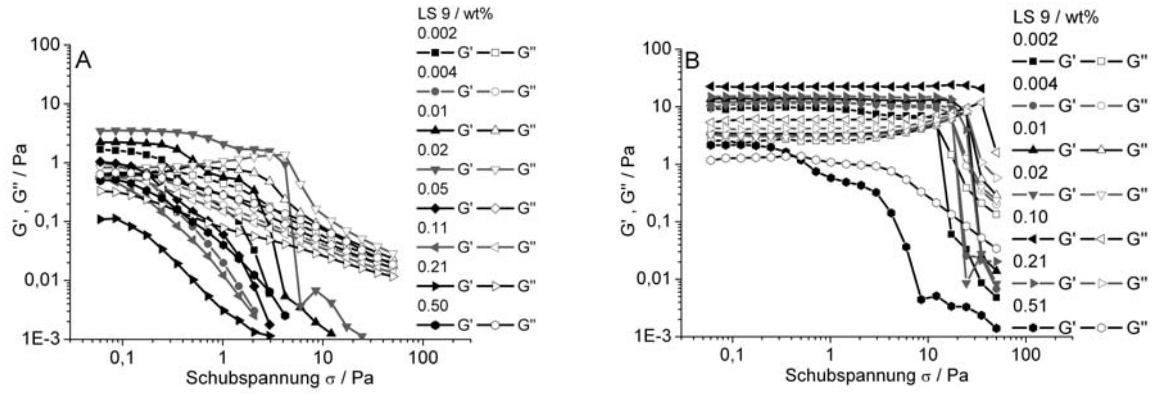 A
100
10
1
0,1
0,01
1E-3
G', G'' / Pa
0,1
1
10
100
Schubspannung σ / Pa
LS 9 / wt%
0.002
G' G''
0.004
G' G''
0.01
G' G''
0.02
G' G''
0.05
G' G''
0.11
G' G''
0.21
G' G''
0.50
G' G''
B
100
10
1
0,1
0,01
1E-3
G', G'' / Pa
0,1
1
10
100
Schubspannung σ / Pa
LS 9 / wt%
0.002
G' G''
0.004
G' G''
0.01
G' G''
0.02
G' G''
0.10
G' G''
0.21
G' G''
0.51
G' G''